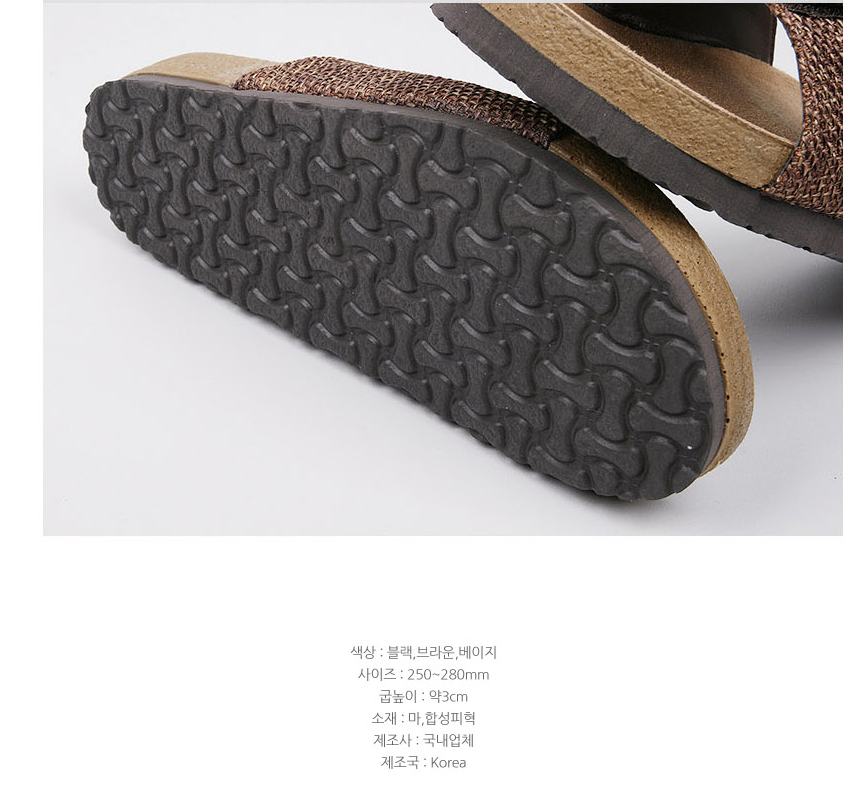 색상 : 블랙,브라운,베이지
사이즈 : 250~280mm
굽높이 : 약3cm
소재 : 마,합성피혁
제조사 : 국내업체
제조국 : Korea